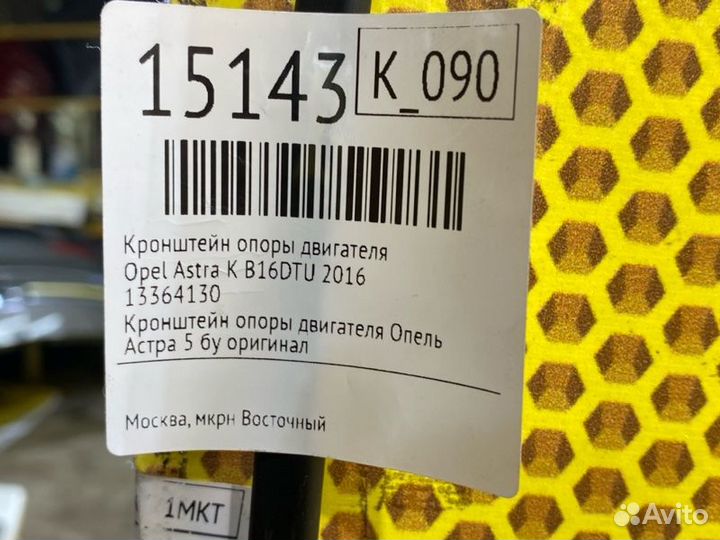 15143
K_090
Кронштейн опоры двигателя
Opel Astra K B16DTU 2016
13364130
Кронштейн опоры двигателя Опель
Астра 5 бу оригинал
Москва, мкрн Восточный
1МКТ
Avito